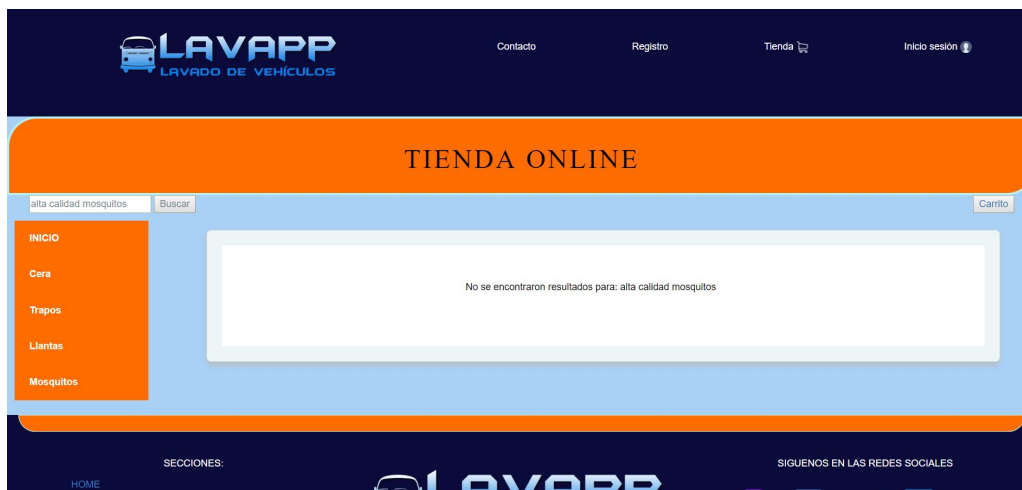 LAVAPP
LAVADO DE VEHÍCULOS
Contacto
Registro
Tienda
Inicio sesión
TIENDA ONLINE
alta calidad mosquitos
Buscar
Carrito
INICIO
Cera
Trapos
Llantas
Mosquitos
No se encontraron resultados para: alta calidad mosquitos
SECCIONES:
HOME
LAVAPP
SIGUENOS EN LAS REDES SOCIALES